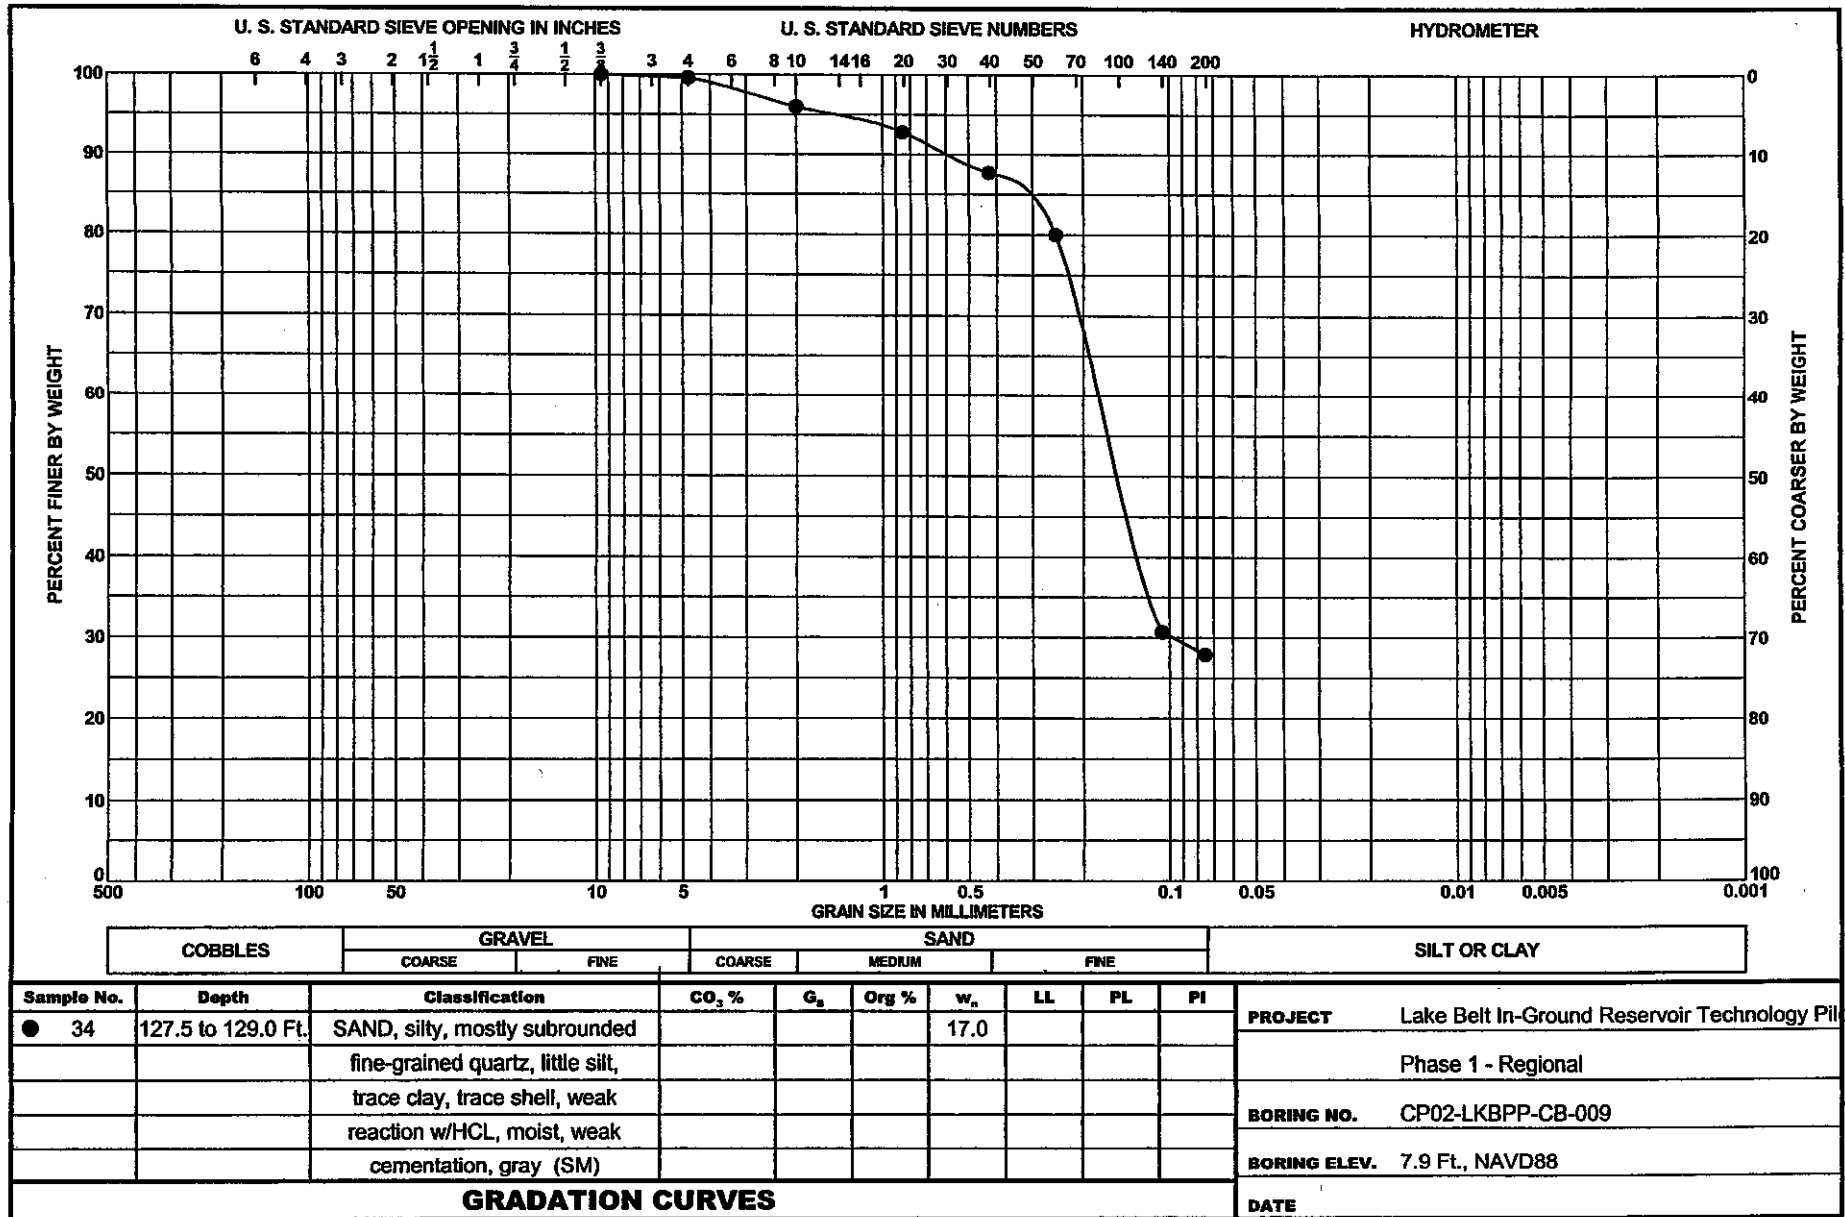 U. S. STANDARD SIEVE OPENING IN INCHES U. S. STANDARD SIEVE NUMBERS HYDROMETER
6 4 3 2 1 1/2 1 3/4 1/2 3/8 3 4 6 8 10 14 16 20 30 40 50 70 100 140 200
100 0
90 10
80 20
70 30
60 40
50 50
40 60
30 70
20 80
10 90
0 100
PERCENT FINER BY WEIGHT
PERCENT COARSER BY WEIGHT
500 100 50 10 5 1 0.5 0.1 0.05 0.01 0.005 0.001
GRAIN SIZE IN MILLIMETERS
COBBLES GRAVEL SAND SILT OR CLAY
COARSE FINE COARSE MEDIUM FINE
Sample No. Depth Classification CO₃ % Gₛ Org % wₙ LL PL PI
34 127.5 to 129.0 Ft. SAND, silty, mostly subrounded 17.0
fine-grained quartz, little silt,
trace clay, trace shell, weak
reaction w/HCL, moist, weak
cementation, gray (SM)
GRADATION CURVES
PROJECT Lake Belt In-Ground Reservoir Technology Pil
Phase 1 - Regional
BORING NO. CP02-LKBPP-CB-009
BORING ELEV. 7.9 Ft., NAVD88
DATE